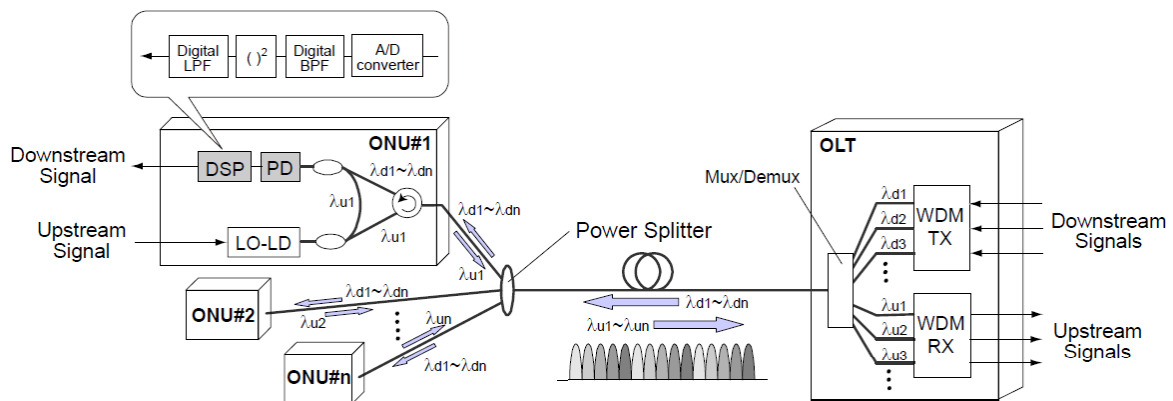 Digital
LPF
( )²
Digital
BPF
A/D
converter
ONU#1
Downstream
Signal
DSP
PD
λd1~λdn
λu1
Upstream
Signal
LO-LD
λu1
λd1~λdn
λu1
Power Splitter
ONU#2
λd1~λdn
λu2
λun
λd1~λdn
ONU#n
λd1~λdn
λu1~λun
OLT
Mux/Demux
λd1
λd2
λd3
WDM
TX
Downstream
Signals
λu1
λu2
λu3
WDM
RX
Upstream
Signals